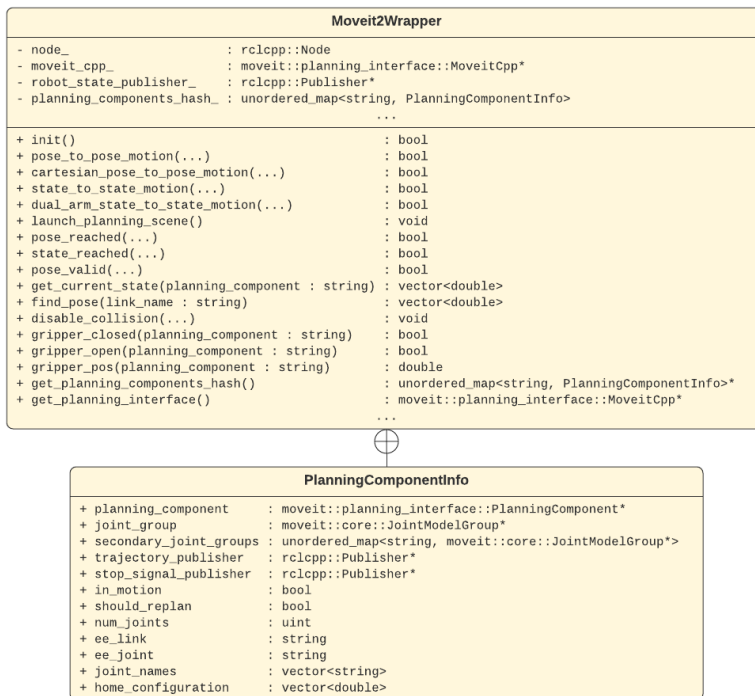 Moveit2Wrapper
- node_ : rclcpp::Node
- moveit_cpp_ : moveit::planning_interface::MoveitCpp*
- robot_state_publisher_ : rclcpp::Publisher*
- planning_components_hash_ : unordered_map<string, PlanningComponentInfo>
...
+ init() : bool
+ pose_to_pose_motion(...) : bool
+ cartesian_pose_to_pose_motion(...) : bool
+ state_to_state_motion(...) : bool
+ dual_arm_state_to_state_motion(...) : bool
+ launch_planning_scene() : void
+ pose_reached(...) : bool
+ state_reached(...) : bool
+ pose_valid(...) : bool
+ get_current_state(planning_component : string) : vector<double>
+ find_pose(link_name : string) : vector<double>
+ disable_collision(...) : void
+ gripper_closed(planning_component : string) : bool
+ gripper_open(planning_component : string) : bool
+ gripper_pos(planning_component : string) : double
+ get_planning_components_hash() : unordered_map<string, PlanningComponentInfo>*
+ get_planning_interface() : moveit::planning_interface::MoveitCpp*
...
PlanningComponentInfo
+ planning_component : moveit::planning_interface::PlanningComponent*
+ joint_group : moveit::core::JointModelGroup*
+ secondary_joint_groups : unordered_map<string, moveit::core::JointModelGroup*>
+ trajectory_publisher : rclcpp::Publisher*
+ stop_signal_publisher : rclcpp::Publisher*
+ in_motion : bool
+ should_replan : bool
+ num_joints : uint
+ ee_link : string
+ ee_joint : string
+ joint_names : vector<string>
+ home_configuration : vector<double>